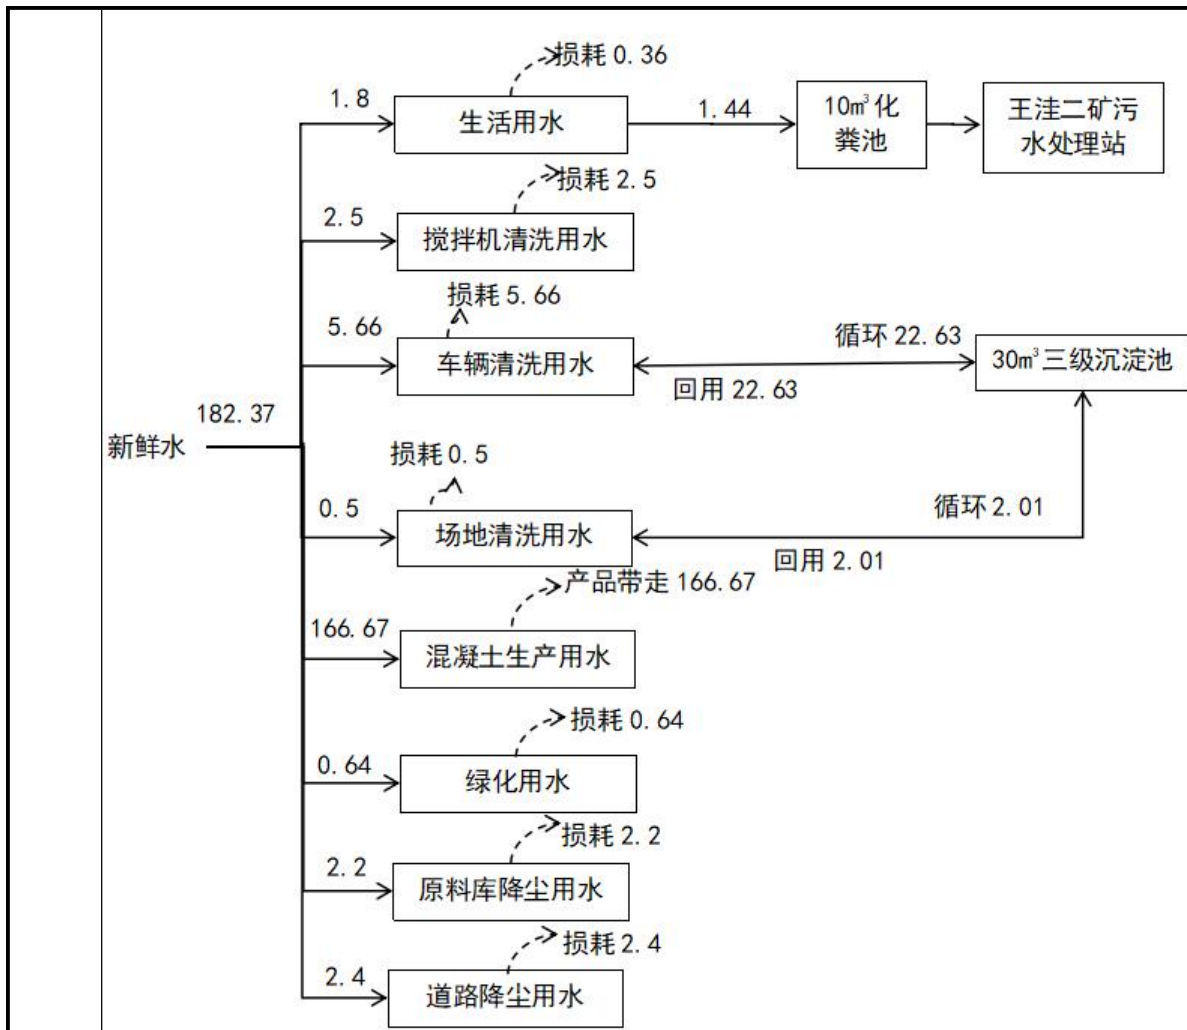 损耗 0.36
1.8
生活用水
1.44
10m³化
粪池
王洼二矿污
水处理站
损耗 2.5
2.5
搅拌机清洗用水
损耗 5.66
5.66
车辆清洗用水
循环 22.63
回用 22.63
30m³三级沉淀池
182.37
新鲜水
损耗 0.5
0.5
场地清洗用水
循环 2.01
回用 2.01
产品带走 166.67
166.67
混凝土生产用水
损耗 0.64
0.64
绿化用水
损耗 2.2
2.2
原料库降尘用水
损耗 2.4
2.4
道路降尘用水